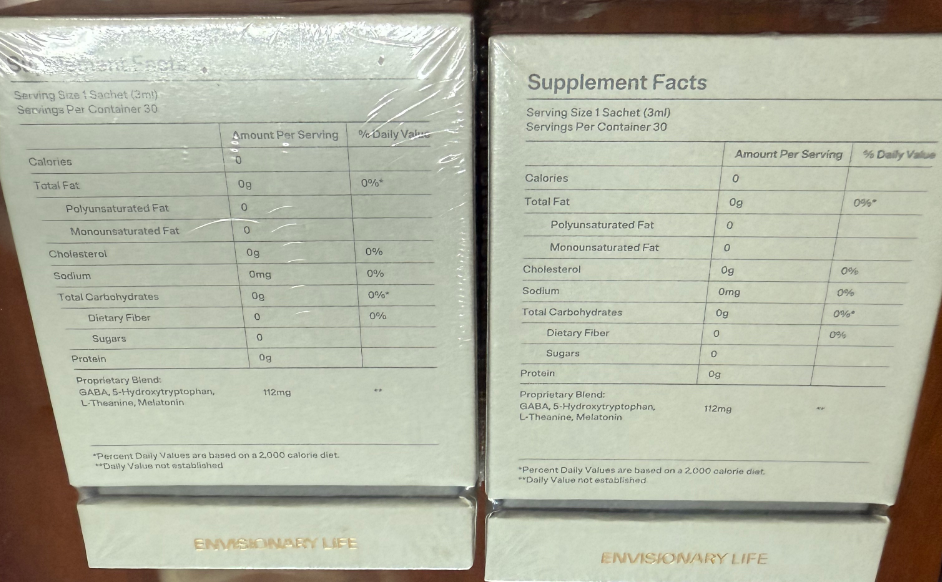 Supplement Facts
Serving Size 1 Sachet (3ml)
Servings Per Container 30
Amount Per Serving % Daily Value
Calories 0
Total Fat 0g 0%*
Polyunsaturated Fat 0
Monounsaturated Fat 0
Cholesterol 0g 0%
Sodium 0mg 0%
Total Carbohydrates 0g 0%*
Dietary Fiber 0 0%
Sugars 0
Protein 0g
Proprietary Blend:
GABA, 5-Hydroxytryptophan, 112mg **
L-Theanine, Melatonin
*Percent Daily Values are based on a 2,000 calorie diet.
**Daily Value not established
ENVISIONARY LIFE
Supplement Facts
Serving Size 1 Sachet (3ml)
Servings Per Container 30
Amount Per Serving % Daily Value
Calories 0
Total Fat 0g 0%*
Polyunsaturated Fat 0
Monounsaturated Fat 0
Cholesterol 0g 0%
Sodium 0mg 0%
Total Carbohydrates 0g 0%*
Dietary Fiber 0 0%
Sugars 0
Protein 0g
Proprietary Blend:
GABA, 5-Hydroxytryptophan, 112mg **
L-Theanine, Melatonin
*Percent Daily Values are based on a 2,000 calorie diet.
**Daily Value not established
ENVISIONARY LIFE